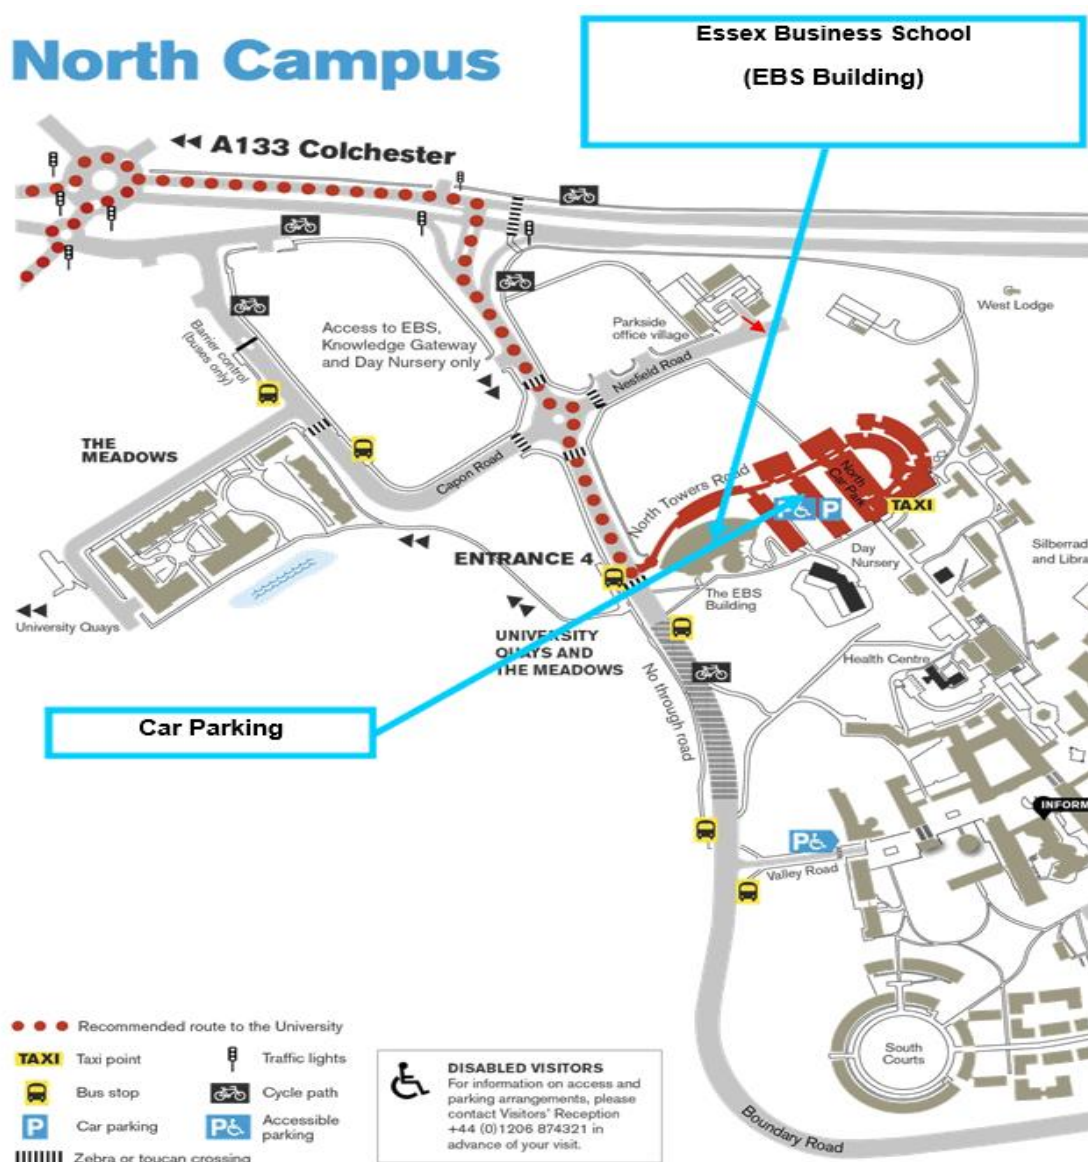 North Campus
Essex Business School
(EBS Building)
A133 Colchester
West Lodge
Barrier control
(buses only)
Access to EBS,
Knowledge Gateway
and Day Nursery only
Parkside
office village
Nesfield Road
THE
MEADOWS
Capon Road
North Towers Road
North
Car Park
P
P
TAXI
ENTRANCE 4
Day
Nursery
Silberrad
and Libra
The EBS
Building
University Quays
UNIVERSITY
QUAYS AND
THE MEADOWS
Health Centre
No through road
Car Parking
INFORM
P
Valley Road
South
Courts
Boundary Road
Recommended route to the University
TAXI Taxi point
Traffic lights
Bus stop
Cycle path
P Car parking
P Accessible
parking
Zebra or toucan crossing
DISABLED VISITORS
For information on access and
parking arrangements, please
contact Visitors' Reception
+44 (0)1206 874321 in
advance of your visit.